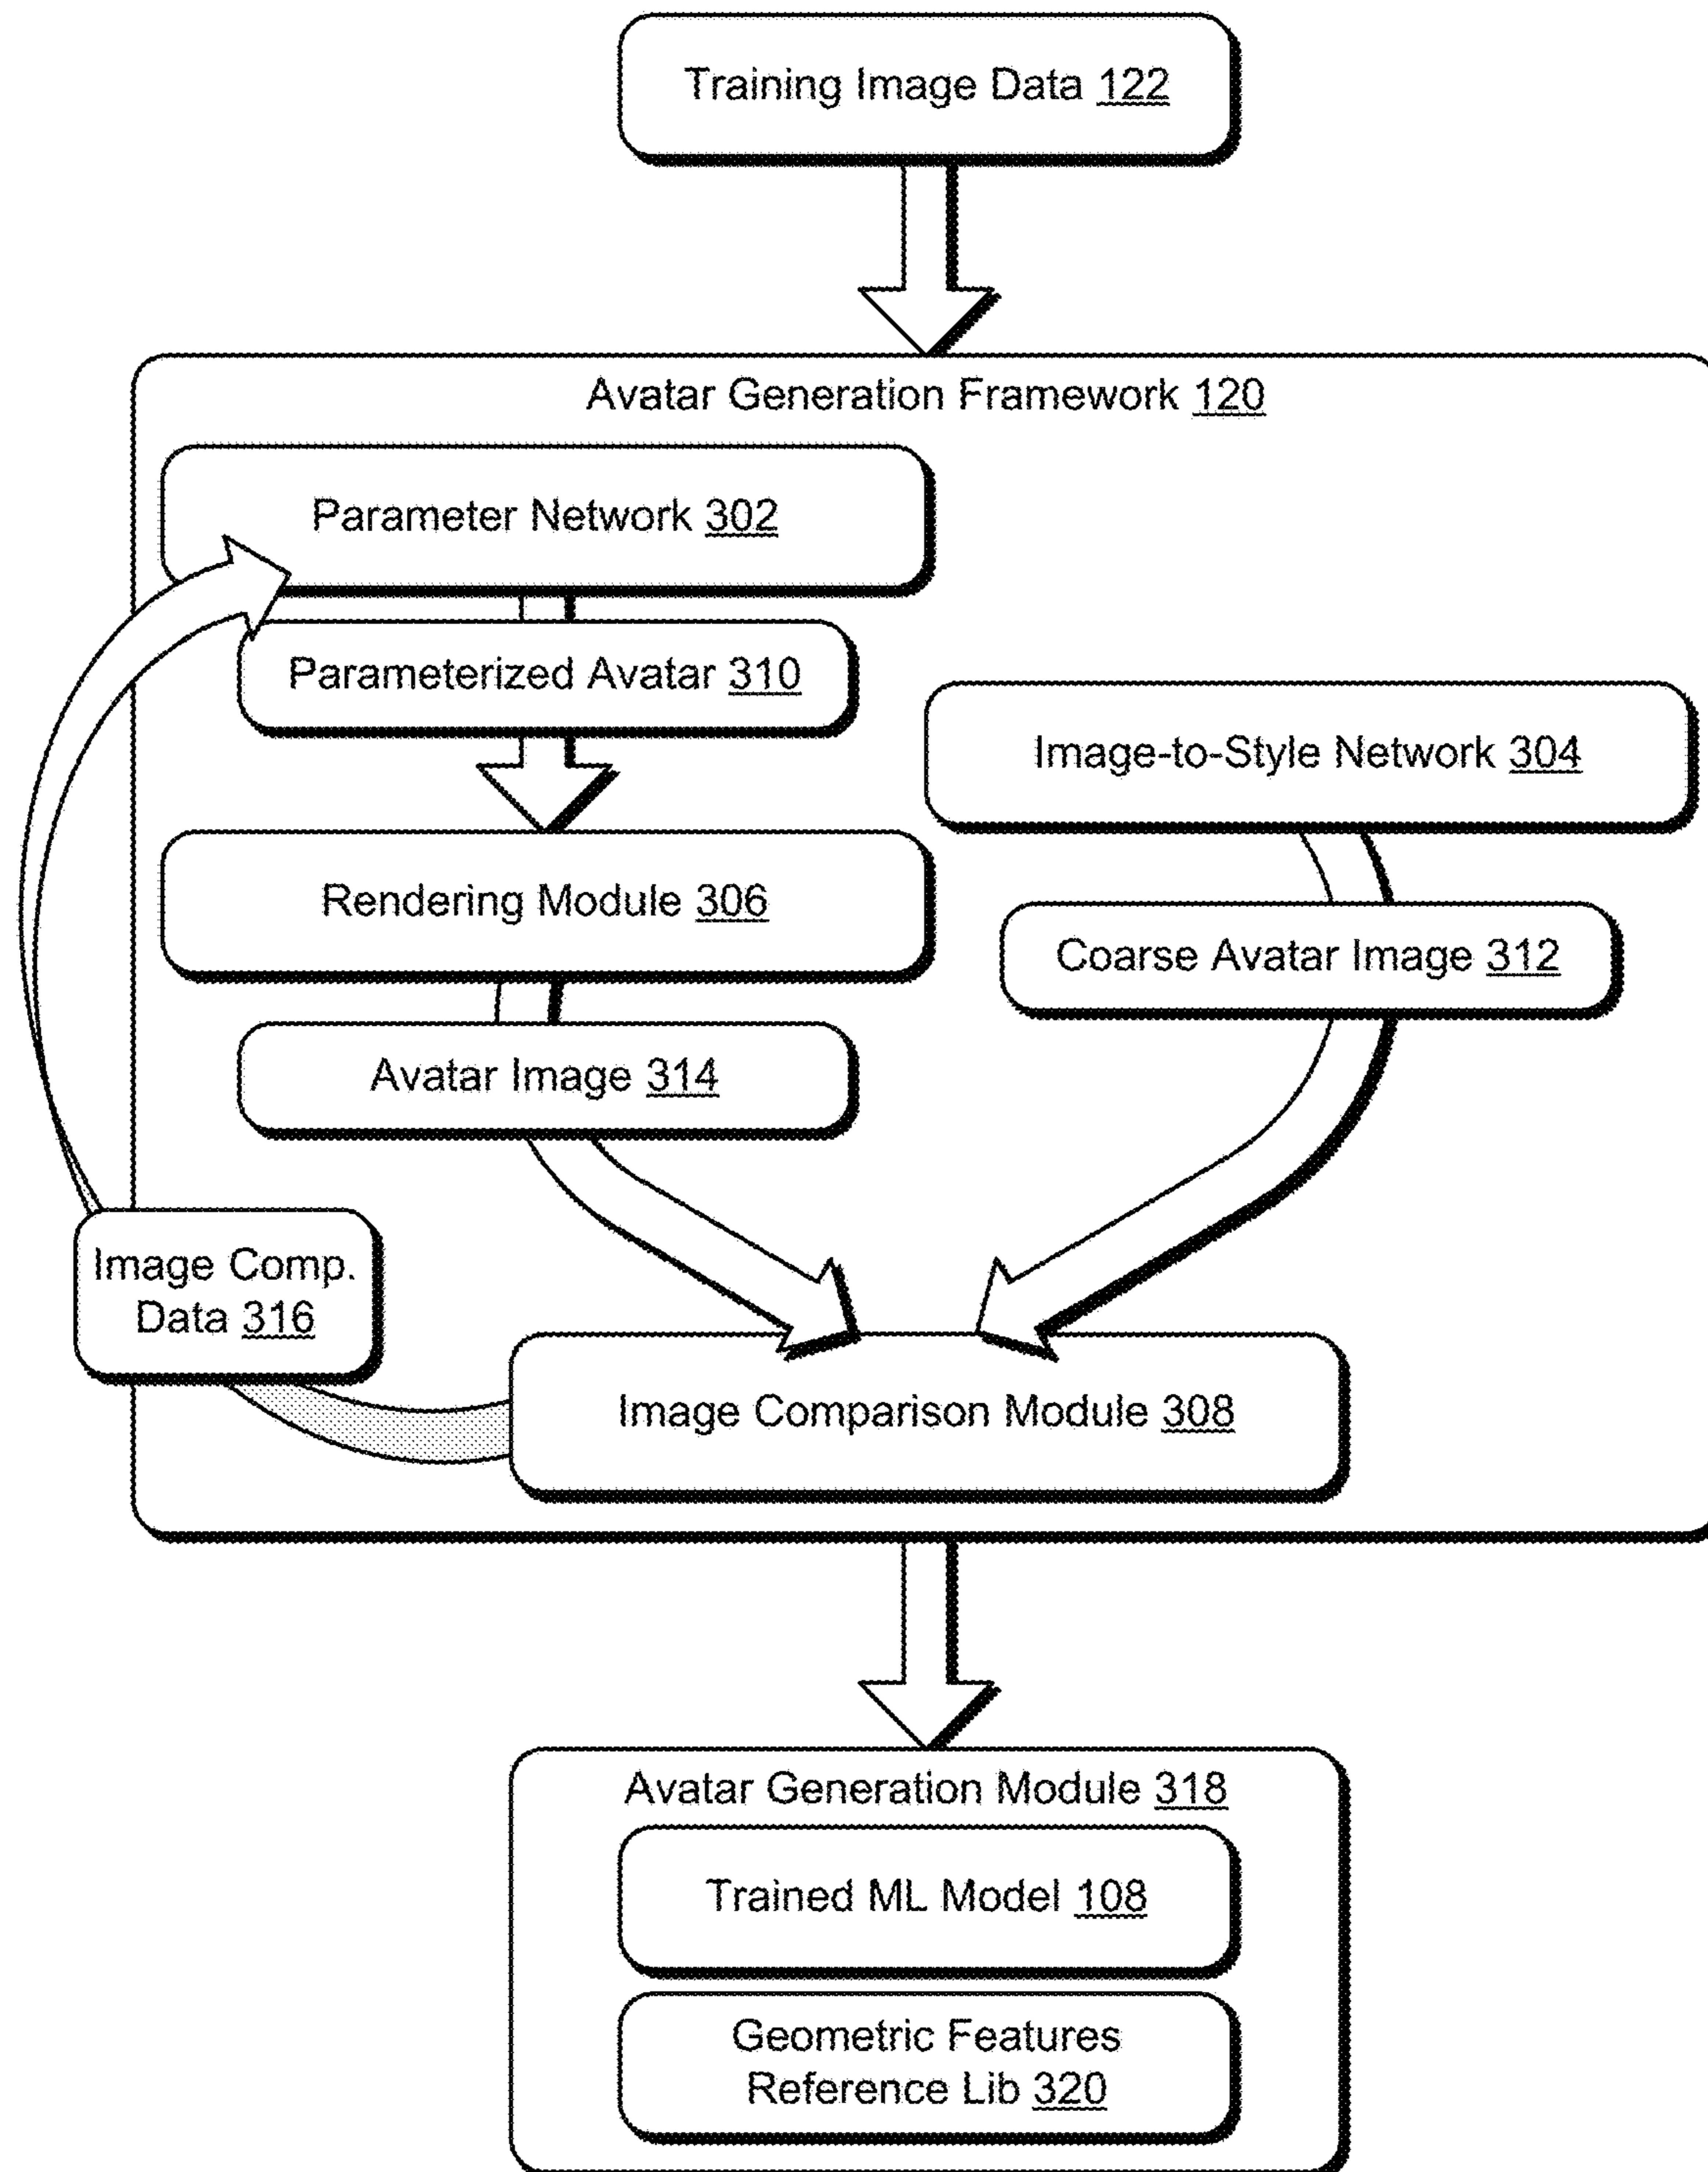 Training Image Data 122
Avatar Generation Framework 120
Parameter Network 302
Parameterized Avatar 310
Image-to-Style Network 304
Rendering Module 306
Coarse Avatar Image 312
Avatar Image 314
Image Comp.
Data 316
Image Comparison Module 308
Avatar Generation Module 318
Trained ML Model 108
Geometric Features
Reference Lib 320